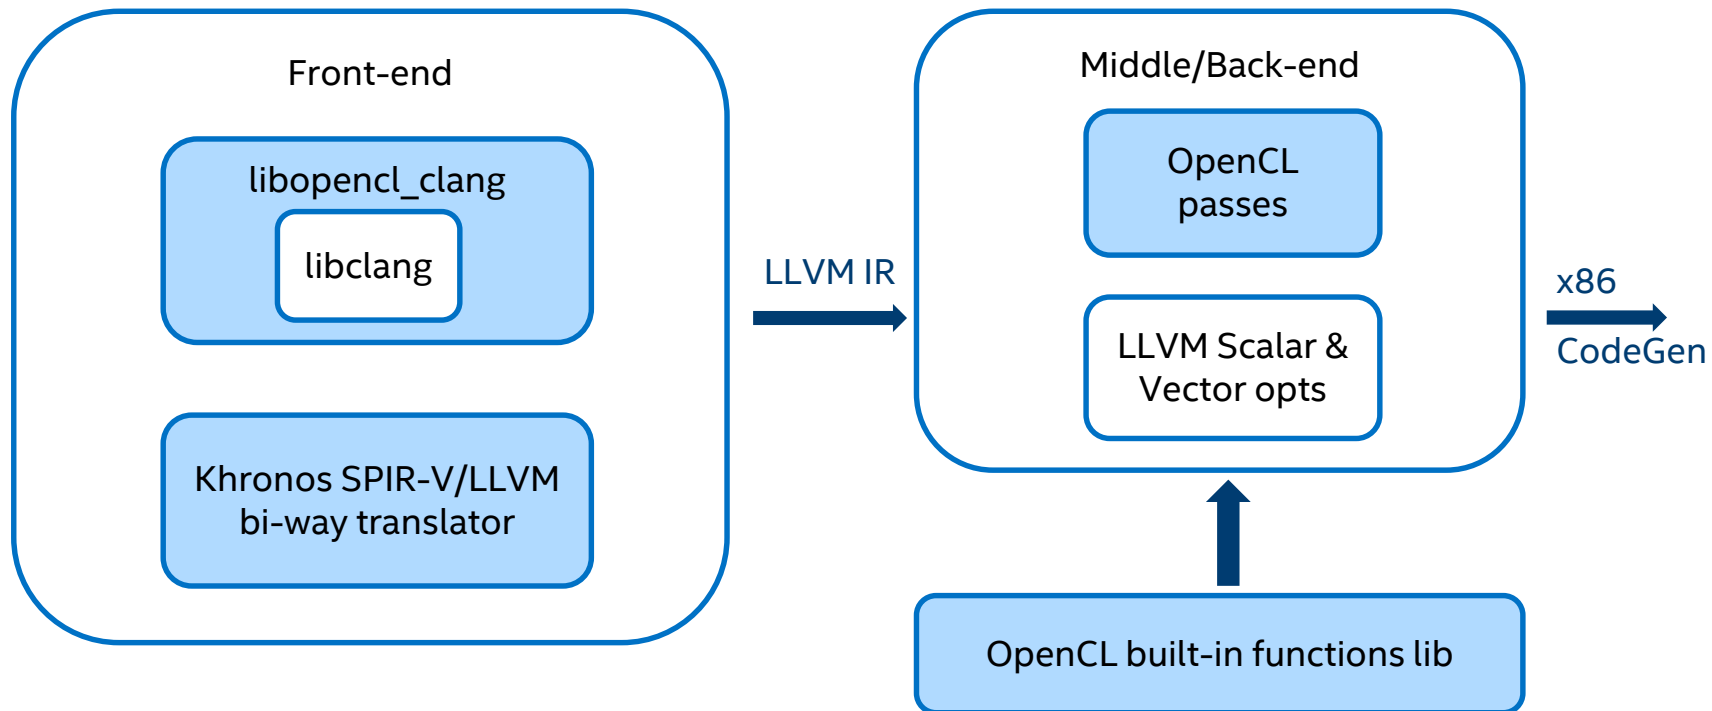 Front-end
libopencl_clang
libclang
Khronos SPIR-V/LLVM
bi-way translator
LLVM IR
Middle/Back-end
OpenCL
passes
LLVM Scalar &
Vector opts
OpenCL built-in functions lib
x86
CodeGen